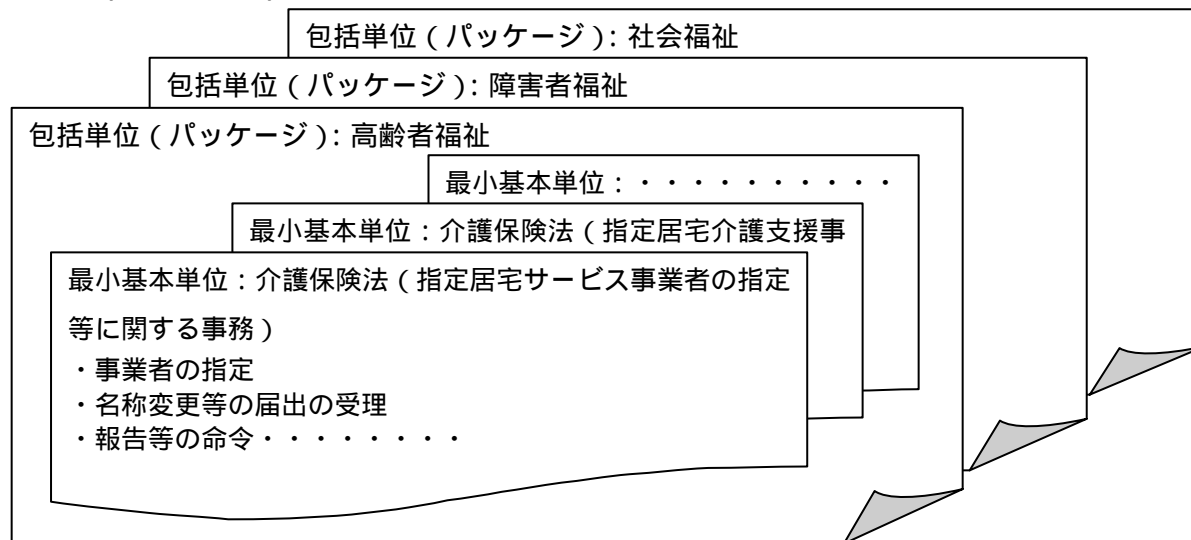 包括単位(パッケージ):社会福祉
包括単位(パッケージ):障害者福祉
包括単位(パッケージ):高齢者福祉
最小基本単位:・・・・・・・・・・
最小基本単位:介護保険法(指定居宅介護支援事
最小基本単位:介護保険法(指定居宅サービス事業者の指定
等に関する事務)
・事業者の指定
・名称変更等の届出の受理
・報告等の命令・・・・・・・・